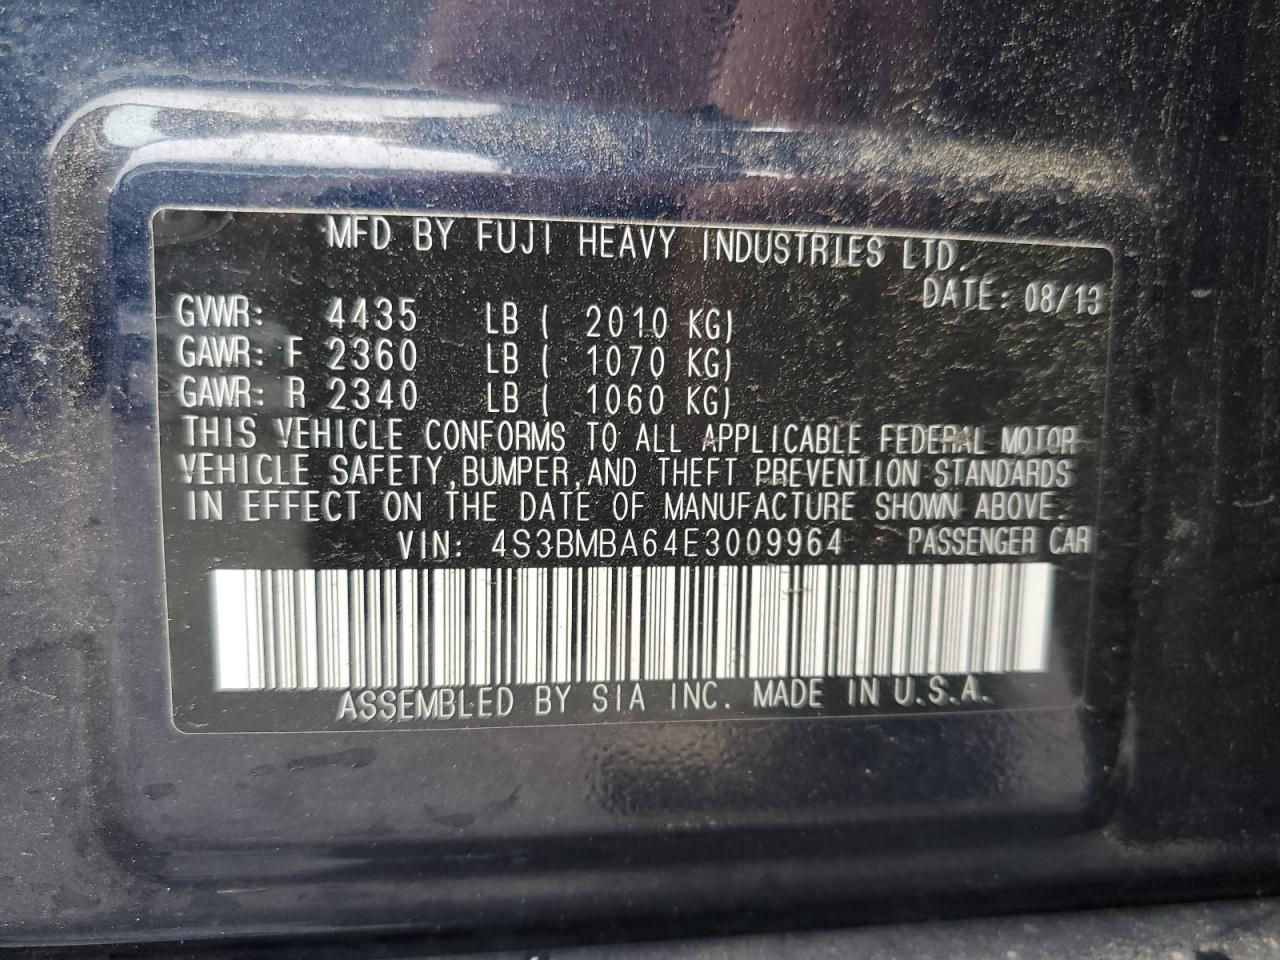 MFD BY FUJI HEAVY INDUSTRIES LTD.
DATE: 08/13
GVWR: 4435 LB ( 2010 KG)
GAWR: F 2360 LB ( 1070 KG)
GAWR: R 2340 LB ( 1060 KG)
THIS VEHICLE CONFORMS TO ALL APPLICABLE FEDERAL MOTOR
VEHICLE SAFETY,BUMPER,AND THEFT PREVENTION STANDARDS
IN EFFECT ON THE DATE OF MANUFACTURE SHOWN ABOVE.
VIN: 4S3BMBA64E3009964 PASSENGER CAR
ASSEMBLED BY SIA INC. MADE IN U.S.A.